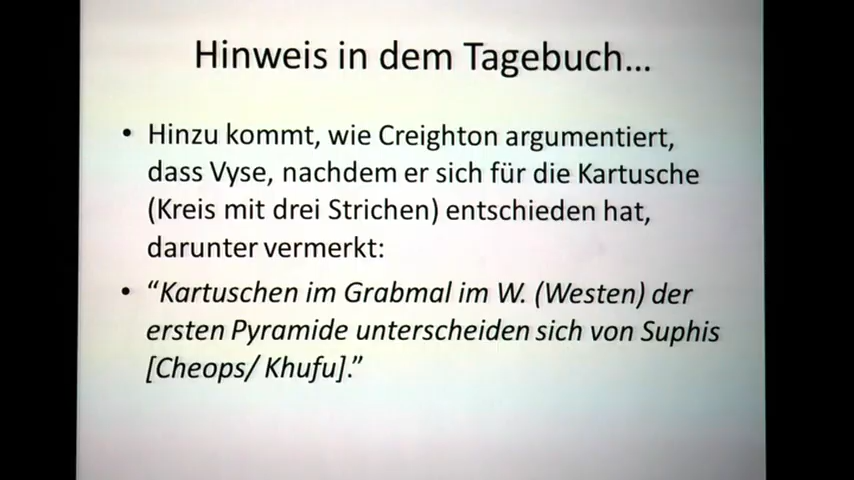 Hinweis in dem Tagebuch...
• Hinzu kommt, wie Creighton argumentiert,
dass Vyse, nachdem er sich für die Kartusche
(Kreis mit drei Strichen) entschieden hat,
darunter vermerkt:
• “Kartuschen im Grabmal im W. (Westen) der
ersten Pyramide unterscheiden sich von Suphis
[Cheops/ Khufu].”